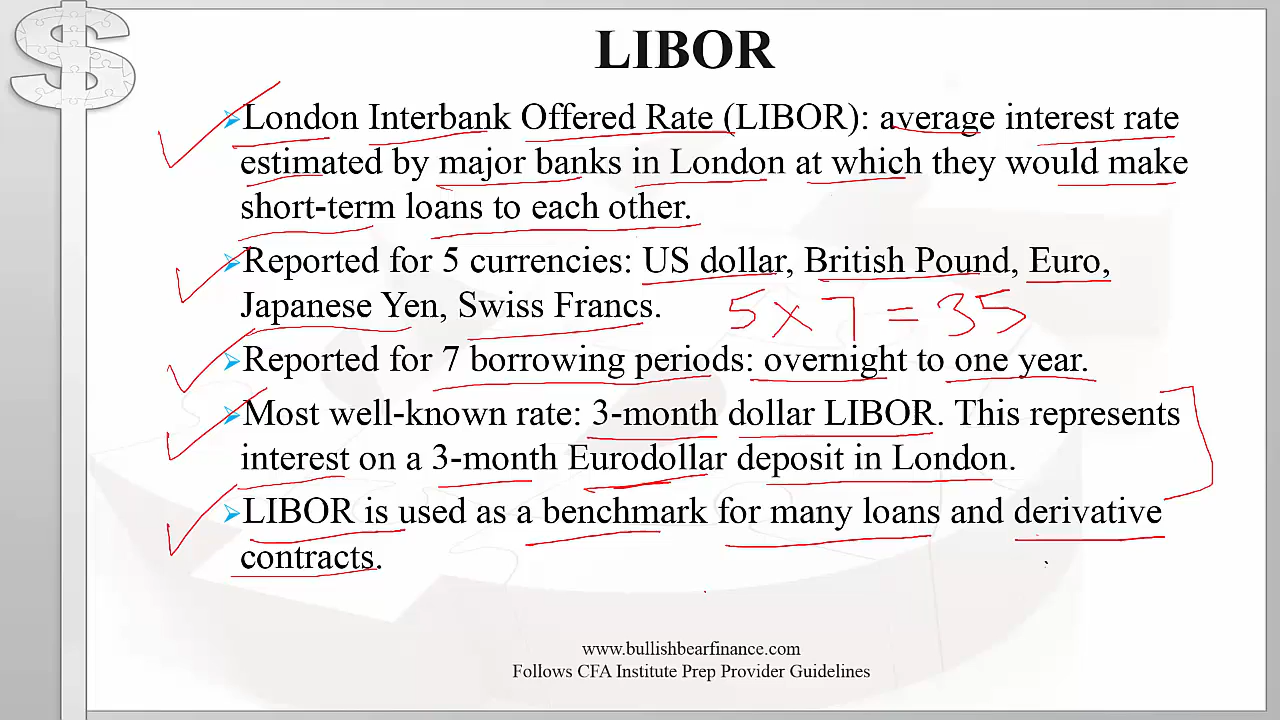 LIBOR
London Interbank Offered Rate (LIBOR): average interest rate
estimated by major banks in London at which they would make
short-term loans to each other.
Reported for 5 currencies: US dollar, British Pound, Euro,
Japanese Yen, Swiss Francs.
5 × 7 = 35
Reported for 7 borrowing periods: overnight to one year.
Most well-known rate: 3-month dollar LIBOR. This represents
interest on a 3-month Eurodollar deposit in London.
LIBOR is used as a benchmark for many loans and derivative
contracts.
www.bullishbearfinance.com
Follows CFA Institute Prep Provider Guidelines